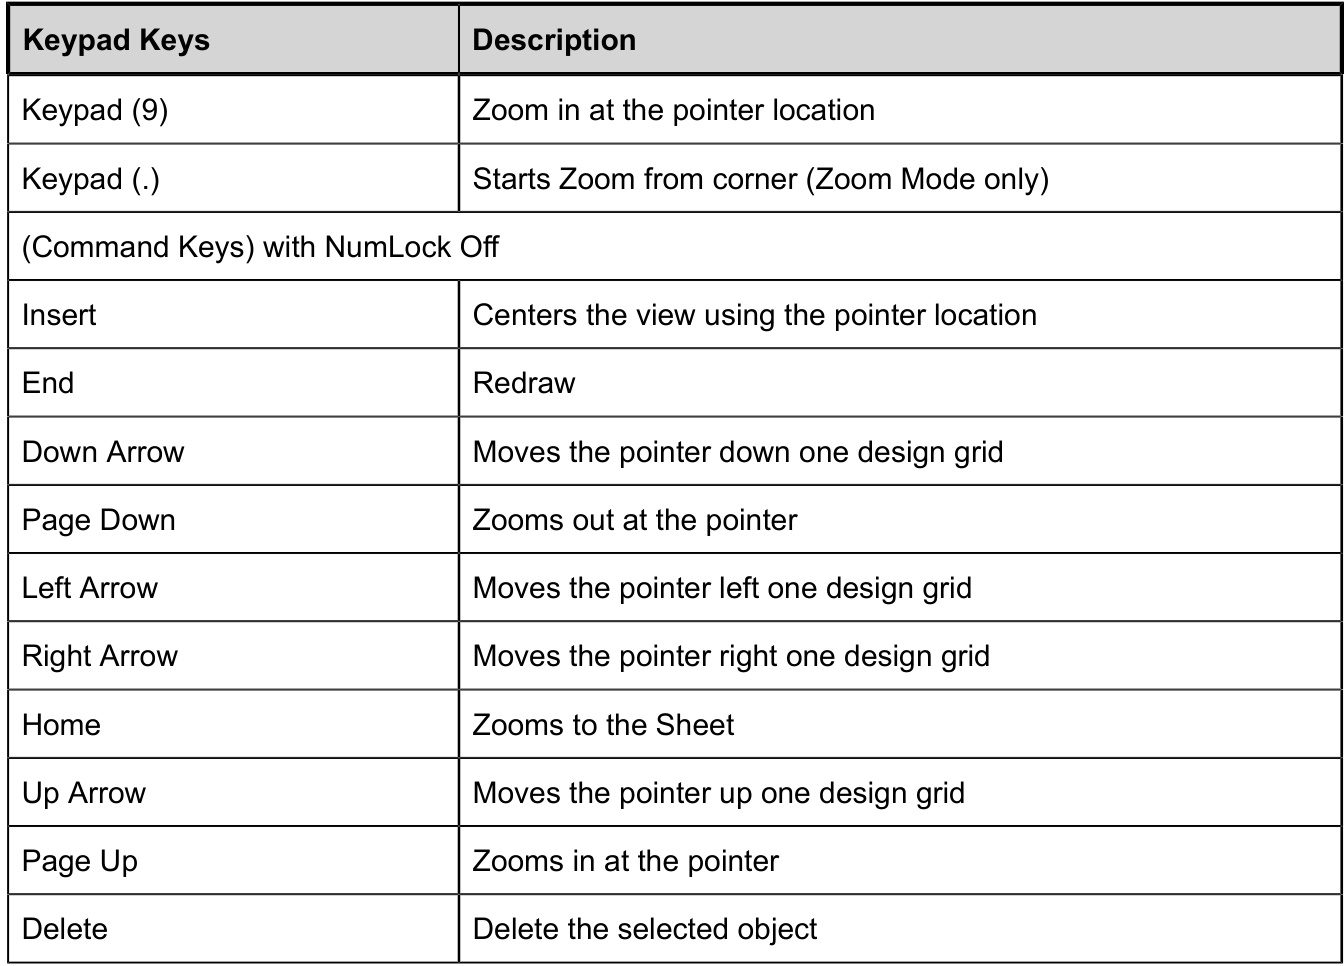 Keypad Keys Description
Keypad (9) Zoom in at the pointer location
Keypad (.) Starts Zoom from corner (Zoom Mode only)
(Command Keys) with NumLock Off
Insert Centers the view using the pointer location
End Redraw
Down Arrow Moves the pointer down one design grid
Page Down Zooms out at the pointer
Left Arrow Moves the pointer left one design grid
Right Arrow Moves the pointer right one design grid
Home Zooms to the Sheet
Up Arrow Moves the pointer up one design grid
Page Up Zooms in at the pointer
Delete Delete the selected object